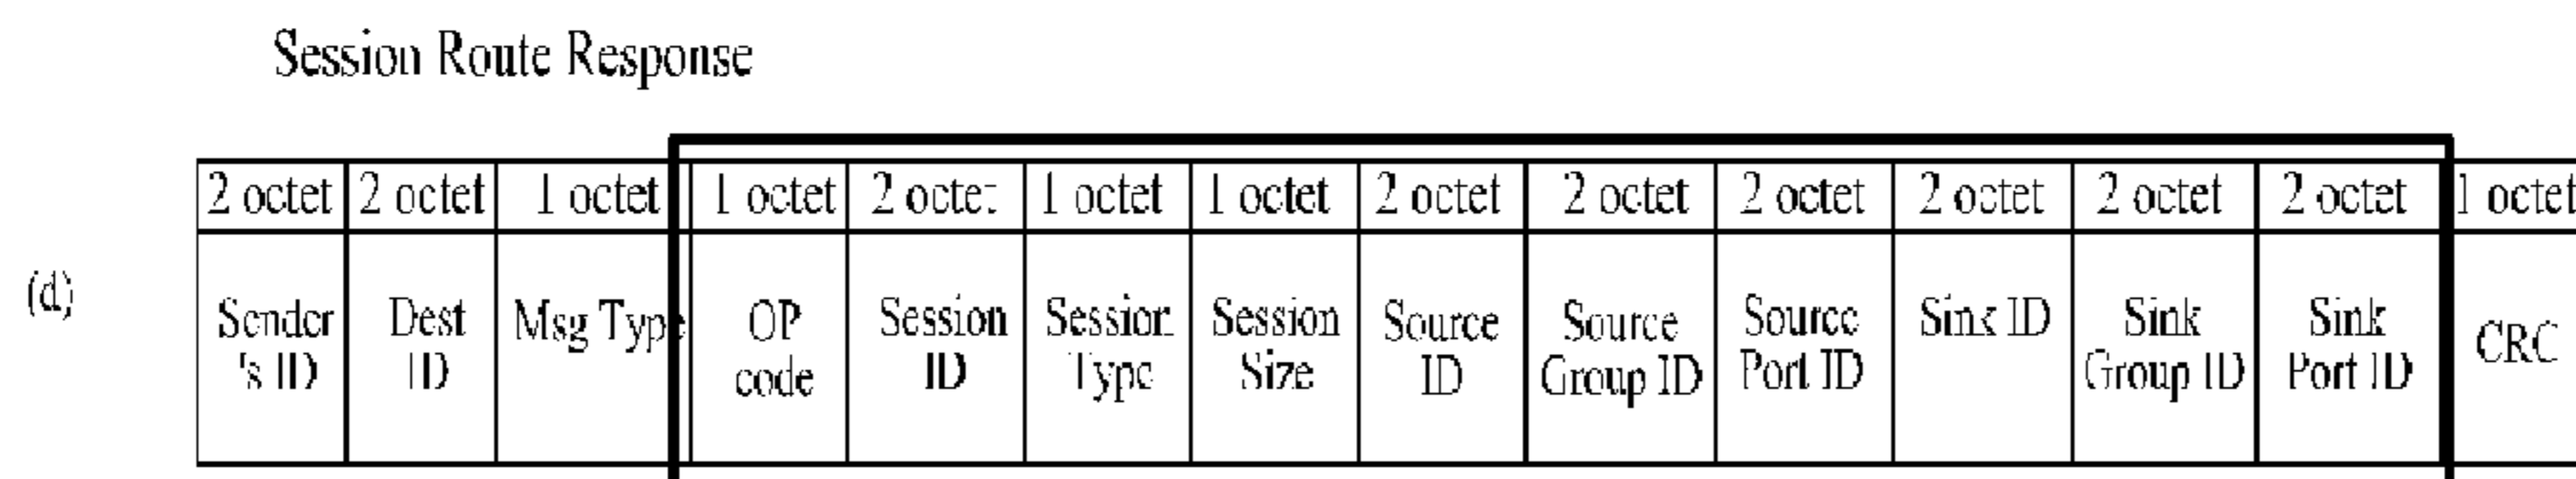 Session Route Response
2 octet 2 octet 1 octet 1 octet 2 octet 1 octet 1 octet 2 octet 2 octet 2 octet 2 octet 2 octet 2 octet 1 octet
(d)
Sender 's ID
Dest ID
Msg Type
OP code
Session ID
Session Type
Session Size
Source ID
Source Group ID
Source Port ID
Sink ID
Sink Group ID
Sink Port ID
CRC